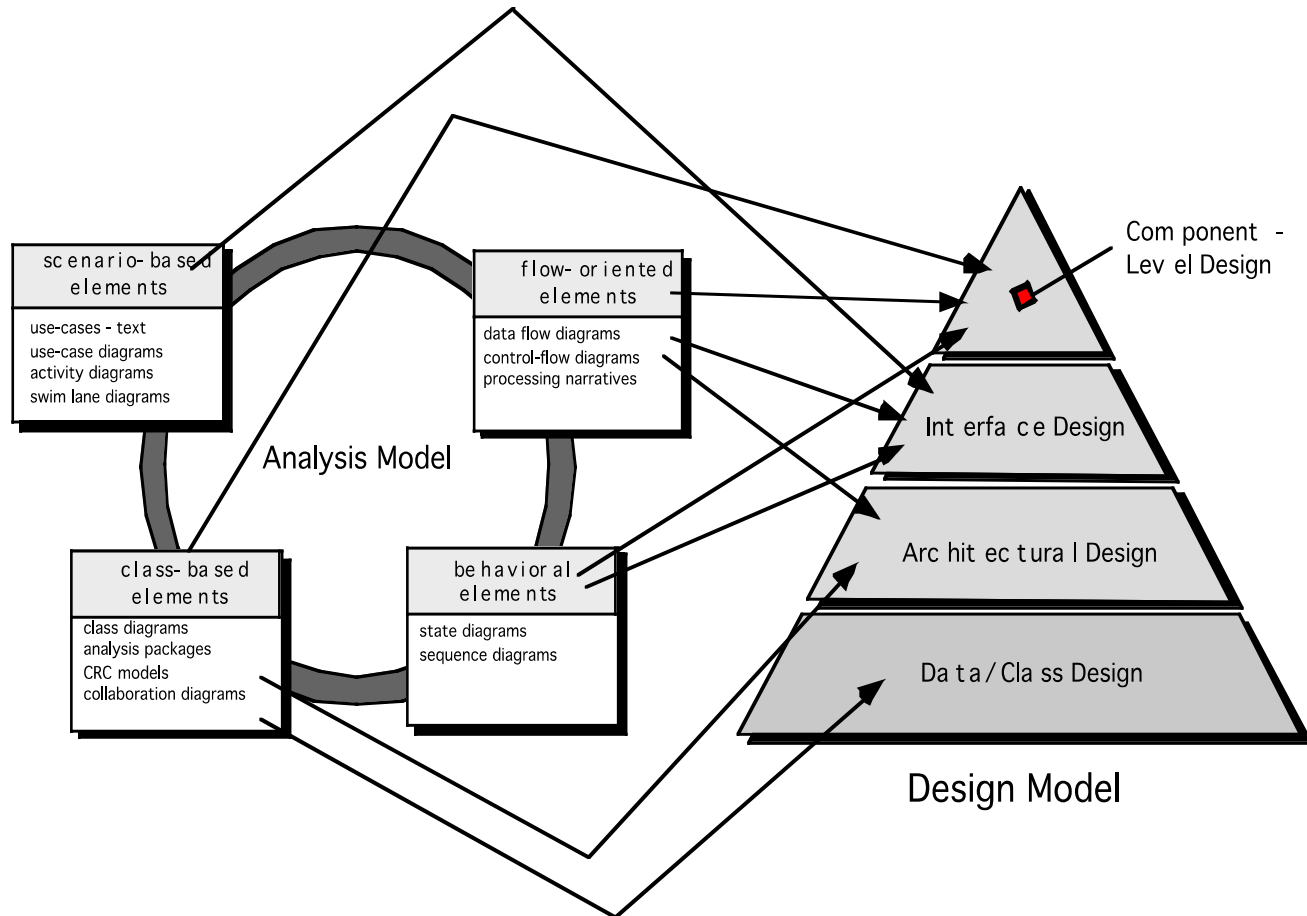 scenario-based
elements
use-cases - text
use-case diagrams
activity diagrams
swim lane diagrams
flow-oriented
elements
data flow diagrams
control-flow diagrams
processing narratives
Analysis Model
class-based
elements
class diagrams
analysis packages
CRC models
collaboration diagrams
behavioral
elements
state diagrams
sequence diagrams
Component -
Level Design
Interface Design
Architectural Design
Data/Class Design
Design Model